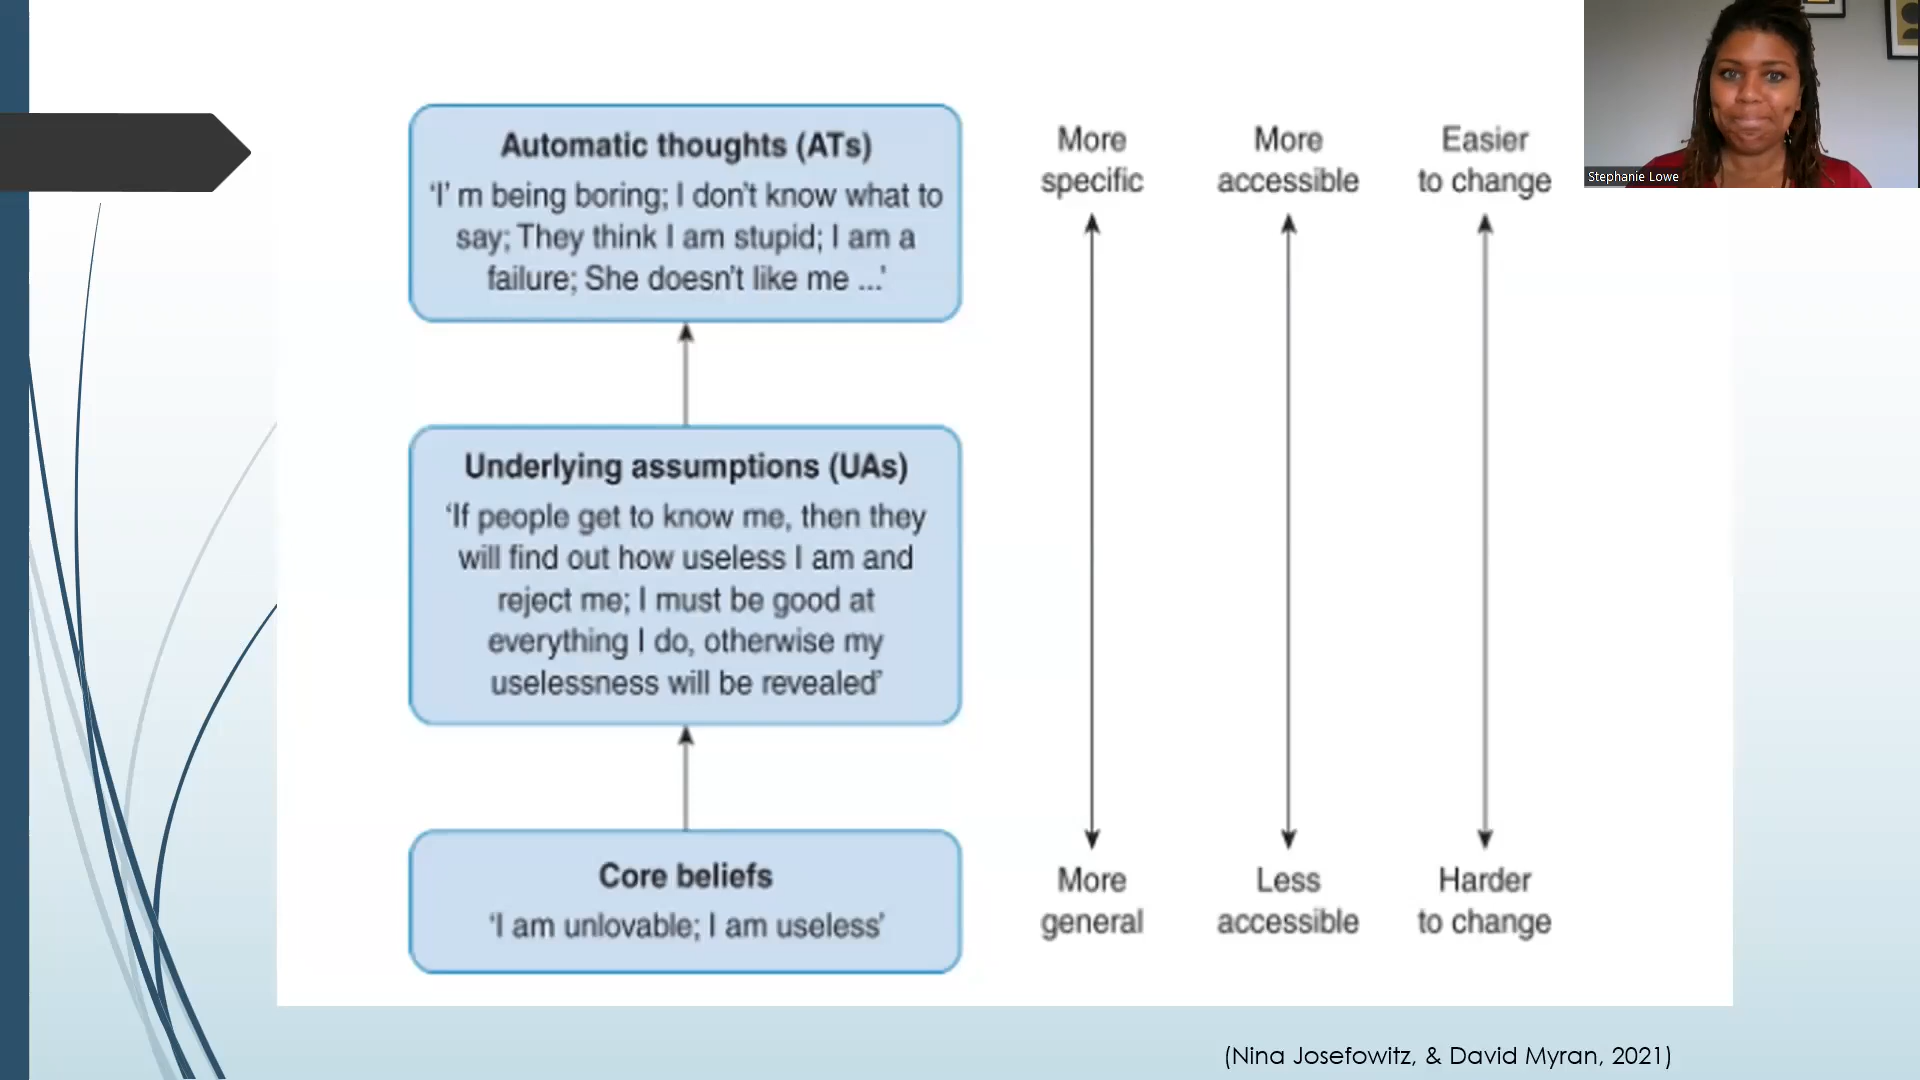 Automatic thoughts (ATs)
‘I’ m being boring; I don’t know what to
say; They think I am stupid; I am a
failure; She doesn’t like me ...’
Underlying assumptions (UAs)
‘If people get to know me, then they
will find out how useless I am and
reject me; I must be good at
everything I do, otherwise my
uselessness will be revealed’
Core beliefs
‘I am unlovable; I am useless’
More
specific
More
accessible
Easier
to change
More
general
Less
accessible
Harder
to change
Stephanie Lowe
(Nina Josefowitz, & David Myran, 2021)